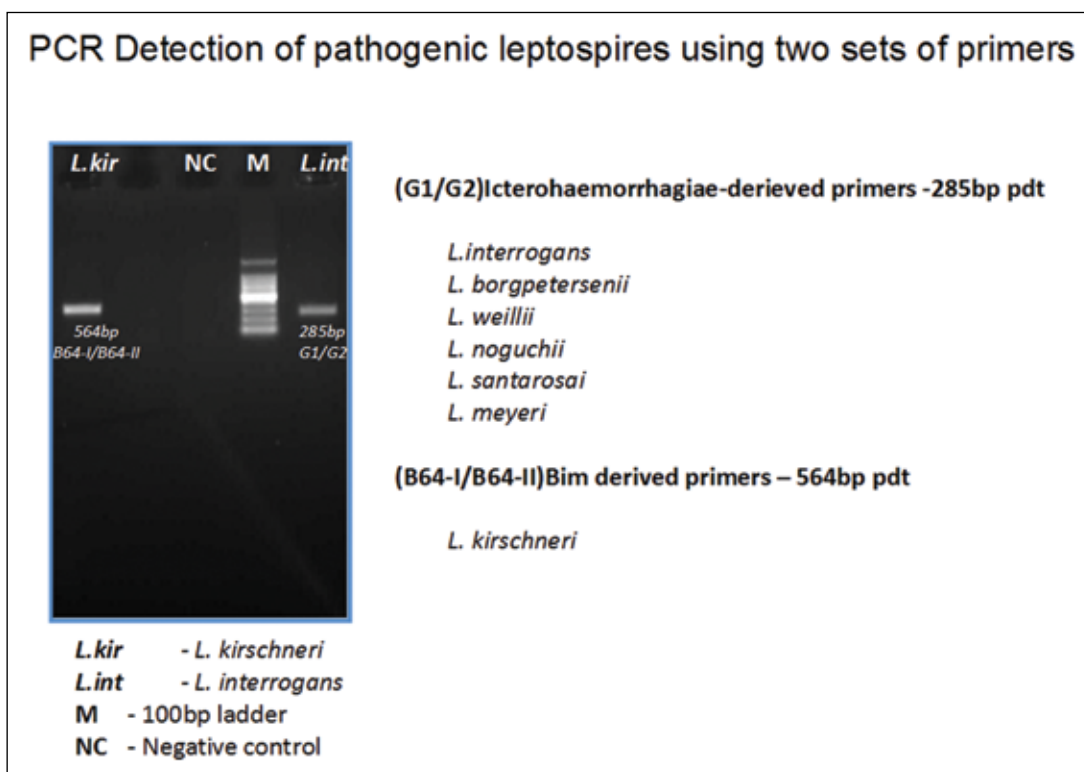 PCR Detection of pathogenic leptospires using two sets of primers
L.kir NC M L.int
564bp
B64-I/B64-II
285bp
G1/G2
L.kir - L. kirschneri
L.int - L. interrogans
M - 100bp ladder
NC - Negative control
(G1/G2)Icterohaemorrhagiae-derieved primers -285bp pdt
L.interrogans
L. borgpetersenii
L. weillii
L. noguchii
L. santarosai
L. meyeri
(B64-I/B64-II)Bim derived primers – 564bp pdt
L. kirschneri